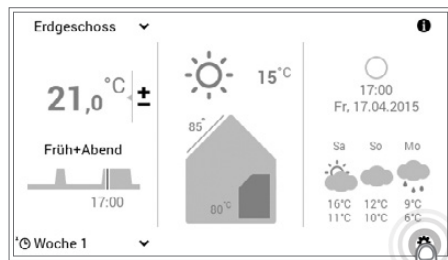 Erdgeschoss
21,0 °C ±
Früh+Abend
17:00
Woche 1
15°C
85°
80°C
17:00
Fr, 17.04.2015
Sa So Mo
16°C 12°C 9°C
11°C 10°C 6°C